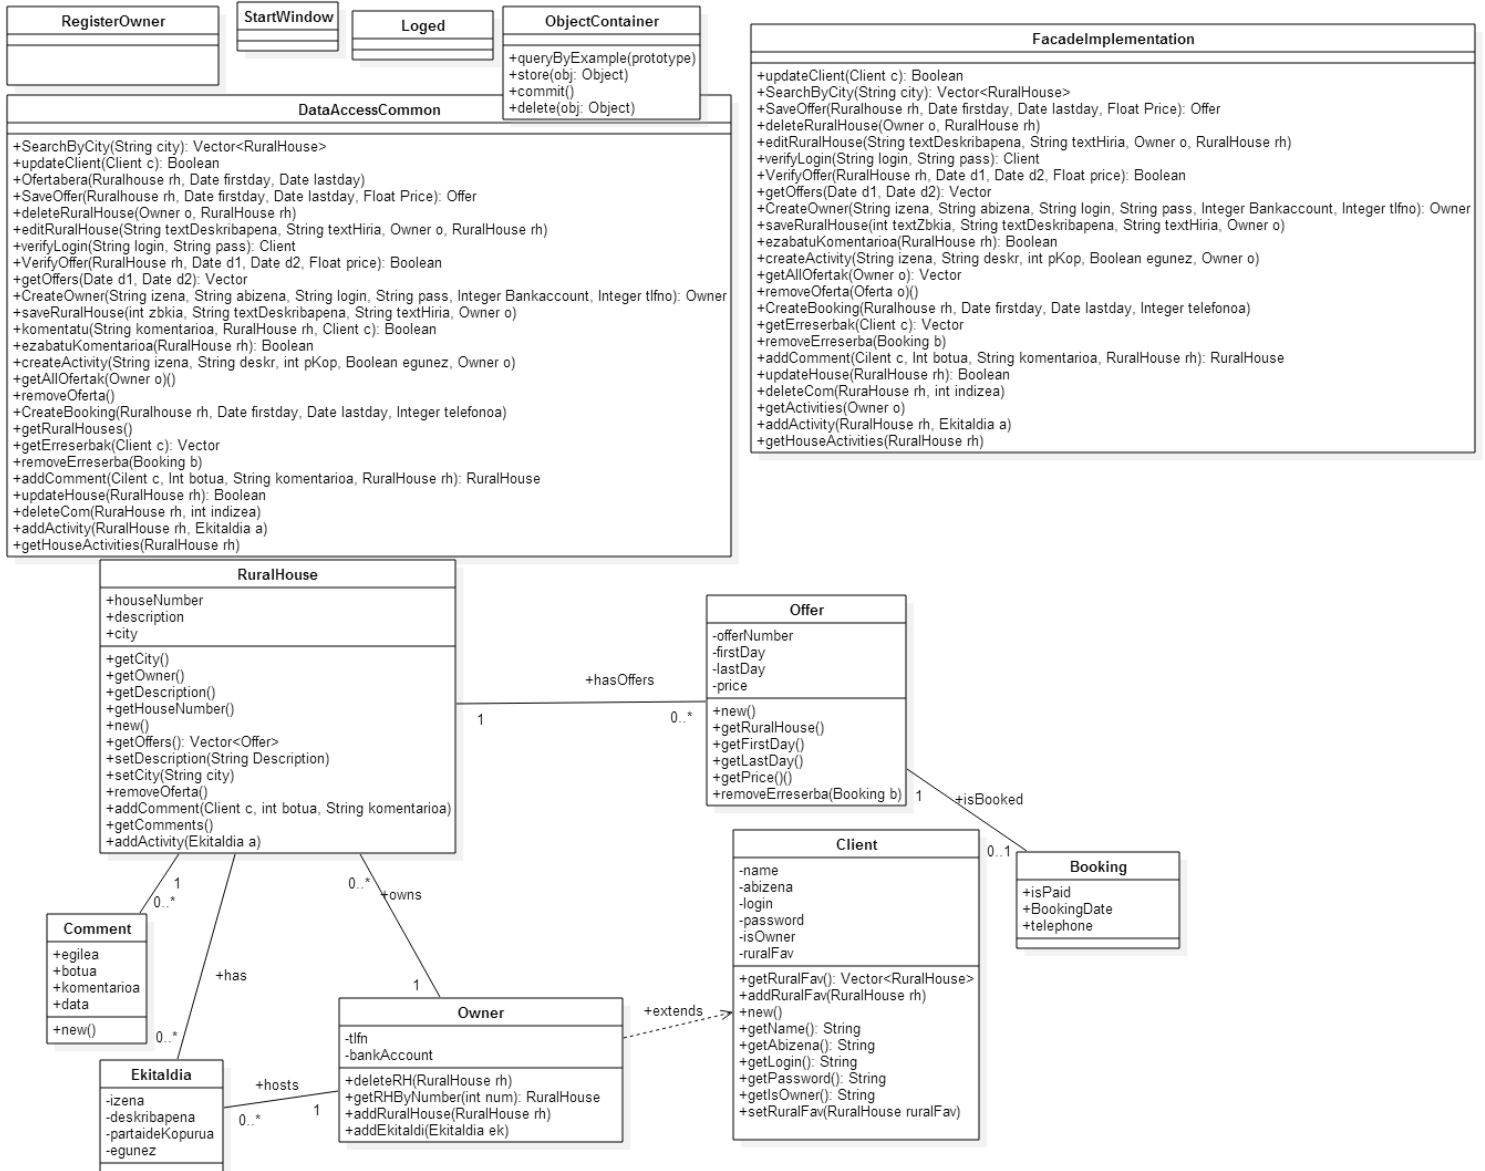 RegisterOwner
StartWindow
Loged
ObjectContainer
+queryByExample(prototype)
+store(obj: Object)
+commit()
+delete(obj: Object)
FacadeImplementation
+updateClient(Client c): Boolean
+SearchByCity(String city): Vector<RuralHouse>
+SaveOffer(Ruralhouse rh, Date firstday, Date lastday, Float Price): Offer
+deleteRuralHouse(Owner o, RuralHouse rh)
+editRuralHouse(String textDeskribapena, String textHiria, Owner o, RuralHouse rh)
+verifyLogin(String login, String pass): Client
+VerifyOffer(RuralHouse rh, Date d1, Date d2, Float price): Boolean
+getOffers(Date d1, Date d2): Vector
+CreateOwner(String izena, String abizena, String login, String pass, Integer Bankaccount, Integer tlfno): Owner
+saveRuralHouse(int textZbkia, String textDeskribapena, String textHiria, Owner o)
+ezabatuKomentarioa(RuralHouse rh): Boolean
+createActivity(String izena, String deskr, int pKop, Boolean egunez, Owner o)
+getAllOfertak(Owner o): Vector
+removeOferta(Oferta o)()
+CreateBooking(Ruralhouse rh, Date firstday, Date lastday, Integer telefonoa)
+getErreserbak(Client c): Vector
+removeErreserba(Booking b)
+addComment(Cilent c, Int botua, String komentarioa, RuralHouse rh): RuralHouse
+updateHouse(RuralHouse rh): Boolean
+deleteCom(RuraHouse rh, int indizea)
+getActivities(Owner o)
+addActivity(RuralHouse rh, Ekitaldia a)
+getHouseActivities(RuralHouse rh)
DataAccessCommon
+SearchByCity(String city): Vector<RuralHouse>
+updateClient(Client c): Boolean
+Ofertabera(Ruralhouse rh, Date firstday, Date lastday)
+SaveOffer(Ruralhouse rh, Date firstday, Date lastday, Float Price): Offer
+deleteRuralHouse(Owner o, RuralHouse rh)
+editRuralHouse(String textDeskribapena, String textHiria, Owner o, RuralHouse rh)
+verifyLogin(String login, String pass): Client
+VerifyOffer(RuralHouse rh, Date d1, Date d2, Float price): Boolean
+getOffers(Date d1, Date d2): Vector
+CreateOwner(String izena, String abizena, String login, String pass, Integer Bankaccount, Integer tlfno): Owner
+saveRuralHouse(int zbkia, String textDeskribapena, String textHiria, Owner o)
+komentatu(String komentarioa, RuralHouse rh, Client c): Boolean
+ezabatuKomentarioa(RuralHouse rh): Boolean
+createActivity(String izena, String deskr, int pKop, Boolean egunez, Owner o)
+getAllOfertak(Owner o)()
+removeOferta()
+CreateBooking(Ruralhouse rh, Date firstday, Date lastday, Integer telefonoa)
+getRuralHouses()
+getErreserbak(Client c): Vector
+removeErreserba(Booking b)
+addComment(Cilent c, Int botua, String komentarioa, RuralHouse rh): RuralHouse
+updateHouse(RuralHouse rh): Boolean
+deleteCom(RuraHouse rh, int indizea)
+addActivity(RuralHouse rh, Ekitaldia a)
+getHouseActivities(RuralHouse rh)
RuralHouse
+houseNumber
+description
+city
+getCity()
+getOwner()
+getDescription()
+getHouseNumber()
+new()
+getOffers(): Vector<Offer>
+setDescription(String Description)
+setCity(String city)
+removeOferta()
+addComment(Client c, int botua, String komentarioa)
+getComments()
+addActivity(Ekitaldia a)
+hasOffers
1
0..*
Offer
-offerNumber
-firstDay
-lastDay
-price
+new()
+getRuralHouse()
+getFirstDay()
+getLastDay()
+getPrice()()
+removeErreserba(Booking b)
1
+isBooked
0..1
Booking
+isPaid
+BookingDate
+telephone
Client
-name
-abizena
-login
-password
-isOwner
-ruralFav
+getRuralFav(): Vector<RuralHouse>
+addRuralFav(RuralHouse rh)
+new()
+getName(): String
+getAbizena(): String
+getLogin(): String
+getPassword(): String
+getIsOwner(): String
+setRuralFav(RuralHouse ruralFav)
1
0..*
Comment
+egilea
+botua
+komentarioa
+data
+new()
+has
0..*
0..*
+owns
1
Owner
-tlfn
-bankAccount
+deleteRH(RuralHouse rh)
+getRHByNumber(int num): RuralHouse
+addRuralHouse(RuralHouse rh)
+addEkitaldi(Ekitaldia ek)
+extends
Ekitaldia
-izena
-deskribapena
-partaideKopurua
-egunez
+hosts
0..*
1